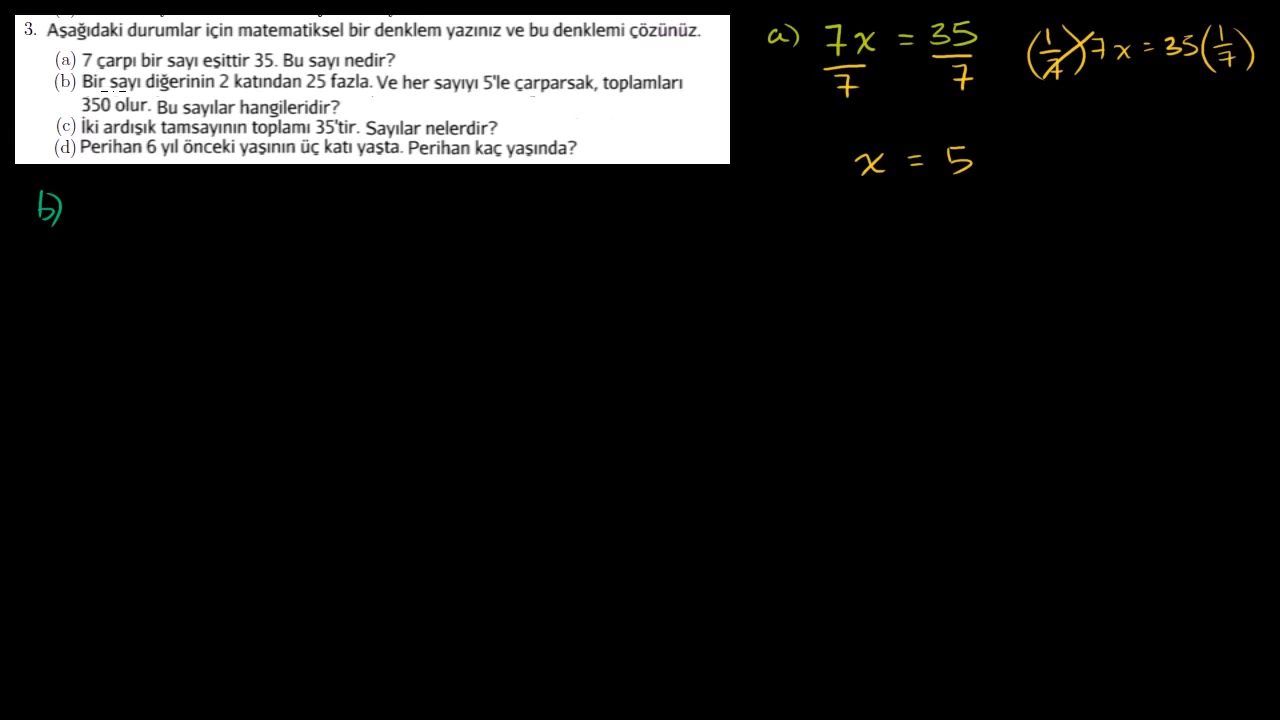 3. Aşağıdaki durumlar için matematiksel bir denklem yazınız ve bu denklemi çözünüz.
(a) 7 çarpı bir sayı eşittir 35. Bu sayı nedir?
(b) Bir sayı diğerinin 2 katından 25 fazla. Ve her sayıyı 5'le çarparsak, toplamları
350 olur. Bu sayılar hangileridir?
(c) İki ardışık tamsayının toplamı 35'tir. Sayılar nelerdir?
(d) Perihan 6 yıl önceki yaşının üç katı yaşta. Perihan kaç yaşında?
a) 7x/7 = 35/7
(1/7)7x = 35(1/7)
x = 5
b)